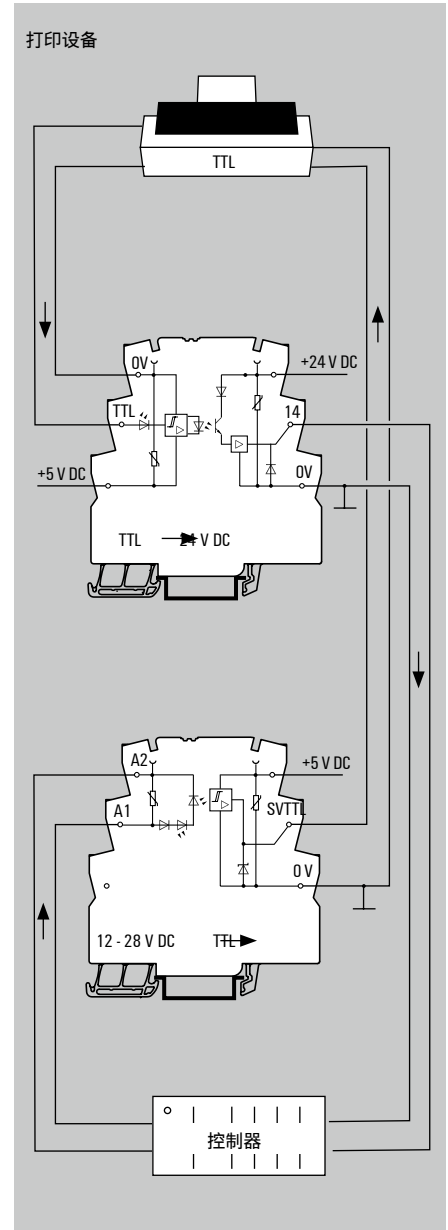 打印设备
TTL
0V
+24 V DC
TTL
14
+5 V DC
0V
TTL 24 V DC
A2
+5 V DC
A1
SVTTL
0 V
12 - 28 V DC TTL
控制器